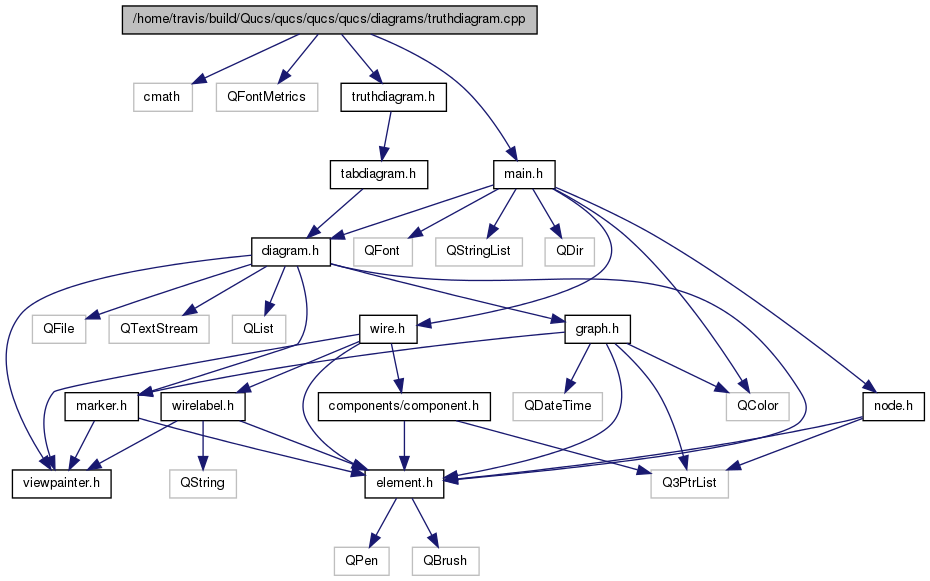 /home/travis/build/Qucs/qucs/qucs/qucs/diagrams/truthdiagram.cpp
cmath
QFontMetrics
truthdiagram.h
tabdiagram.h
main.h
diagram.h
QFont
QStringList
QDir
QFile
QTextStream
QList
wire.h
graph.h
marker.h
wirelabel.h
components/component.h
QDateTime
QColor
node.h
viewpainter.h
QString
element.h
Q3PtrList
QPen
QBrush